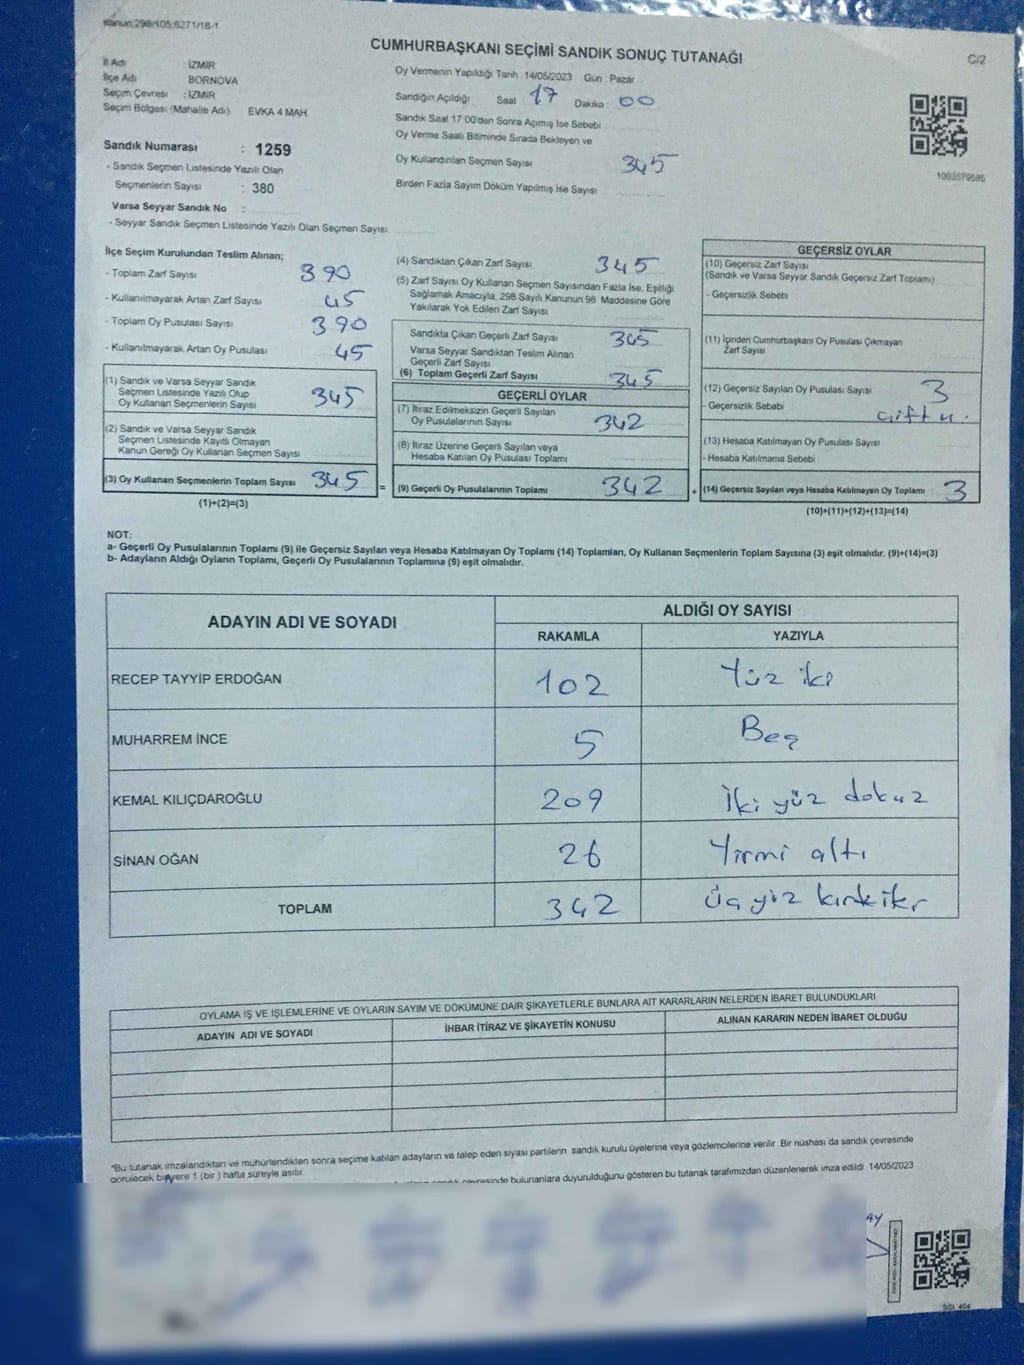 Kanun:298/105,6271/18-1
CUMHURBAŞKANI SEÇİMİ SANDIK SONUÇ TUTANAĞI
C/2
İl Adı : İZMİR
İlçe Adı : BORNOVA
Seçim Çevresi : İZMİR
Seçim Bölgesi (Mahalle Adı) EVKA 4 MAH
Sandık Numarası : 1259
- Sandık Seçmen Listesinde Yazılı Olan
Seçmenlerin Sayısı : 380
Varsa Seyyar Sandık No :
- Seyyar Sandık Seçmen Listesinde Yazılı Olan Seçmen Sayısı:
Oy Vermenin Yapıldığı Tarih :14/05/2023 Gün : Pazar
Sandığın Açıldığı Saat 17 Dakika 00
Sandık Saat 17:00'den Sonra Açılmış İse Sebebi
Oy Verme Saati Bitiminde Sırada Bekleyen ve
Oy Kullandırılan Seçmen Sayısı 345
Birden Fazla Sayım Döküm Yapılmış İse Sayısı
1093579585
İlçe Seçim Kurulundan Teslim Alınan;
- Toplam Zarf Sayısı 390
- Kullanılmayarak Artan Zarf Sayısı 45
- Toplam Oy Pusulası Sayısı 390
- Kullanılmayarak Artan Oy Pusulası 45
(1) Sandık ve Varsa Seyyar Sandık
Seçmen Listesinde Yazılı Olup
Oy Kullanan Seçmenlerin Sayısı 345
(2) Sandık ve Varsa Seyyar Sandık
Seçmen Listesinde Kayıtlı Olmayan
Kanun Gereği Oy Kullanan Seçmen Sayısı
(3) Oy Kullanan Seçmenlerin Toplam Sayısı 345
(1)+(2)=(3)
=
(4) Sandıktan Çıkan Zarf Sayısı 345
(5) Zarf Sayısı Oy Kullanan Seçmen Sayısından Fazla İse, Eşitliği
Sağlamak Amacıyla, 298 Sayılı Kanunun 98. Maddesine Göre
Yakılarak Yok Edilen Zarf Sayısı
Sandıkta Çıkan Geçerli Zarf Sayısı 345
Varsa Seyyar Sandıktan Teslim Alınan
Geçerli Zarf Sayısı
(6) Toplam Geçerli Zarf Sayısı 345
GEÇERLİ OYLAR
(7) İtiraz Edilmeksizin Geçerli Sayılan
Oy Pusulalarının Sayısı 342
(8) İtiraz Üzerine Geçerli Sayılan veya
Hesaba Katılan Oy Pusulası Toplamı
(9) Geçerli Oy Pusulalarının Toplamı 342
+
GEÇERSİZ OYLAR
(10) Geçersiz Zarf Sayısı
(Sandık ve Varsa Seyyar Sandık Geçersiz Zarf Toplamı)
- Geçersizlik Sebebi
(11) İçinden Cumhurbaşkanı Oy Pusulası Çıkmayan
Zarf Sayısı
(12) Geçersiz Sayılan Oy Pusulası Sayısı 3
- Geçersizlik Sebebi
(13) Hesaba Katılmayan Oy Pusulası Sayısı
- Hesaba Katılmama Sebebi
(14) Geçersiz Sayılan veya Hesaba Katılmayan Oy Toplamı 3
(10)+(11)+(12)+(13)=(14)
NOT:
a- Geçerli Oy Pusulalarının Toplamı (9) ile Geçersiz Sayılan veya Hesaba Katılmayan Oy Toplamı (14) Toplamları, Oy Kullanan Seçmenlerin Toplam Sayısına (3) eşit olmalıdır. (9)+(14)=(3)
b- Adayların Aldığı Oyların Toplamı, Geçerli Oy Pusulalarının Toplamına (9) eşit olmalıdır.
ADAYIN ADI VE SOYADI ALDIĞI OY SAYISI
RAKAMLA YAZIYLA
RECEP TAYYİP ERDOĞAN 102 Yüz iki
MUHARREM İNCE 5 Beş
KEMAL KILIÇDAROĞLU 209 İki yüz dokuz
SİNAN OĞAN 26 Yirmi altı
TOPLAM 342 üç yüz kırkiki
OYLAMA İŞ VE İŞLEMLERİNE VE OYLARIN SAYIM VE DÖKÜMÜNE DAİR ŞİKAYETLERLE BUNLARA AİT KARARLARIN NELERDEN İBARET BULUNDUKLARI
ADAYIN ADI VE SOYADI İHBAR İTİRAZ VE ŞİKAYETİN KONUSU ALINAN KARARIN NEDEN İBARET OLDUĞU
*Bu tutanak imzalandıktan ve mühürlendikten sonra seçime katılan adayların ve talep eden siyasi partilerin sandık kurulu üyelerine veya gözlemcilerine verilir .Bir nüshası da sandık çevresinde
görülecek bir yere 1 (bir ) hafta süreyle asılır.
çevresinde bulunanlara duyurulduğunu gösteren bu tutanak tarafımızdan düzenlenerek imza edildi. 14/05/2023
AY